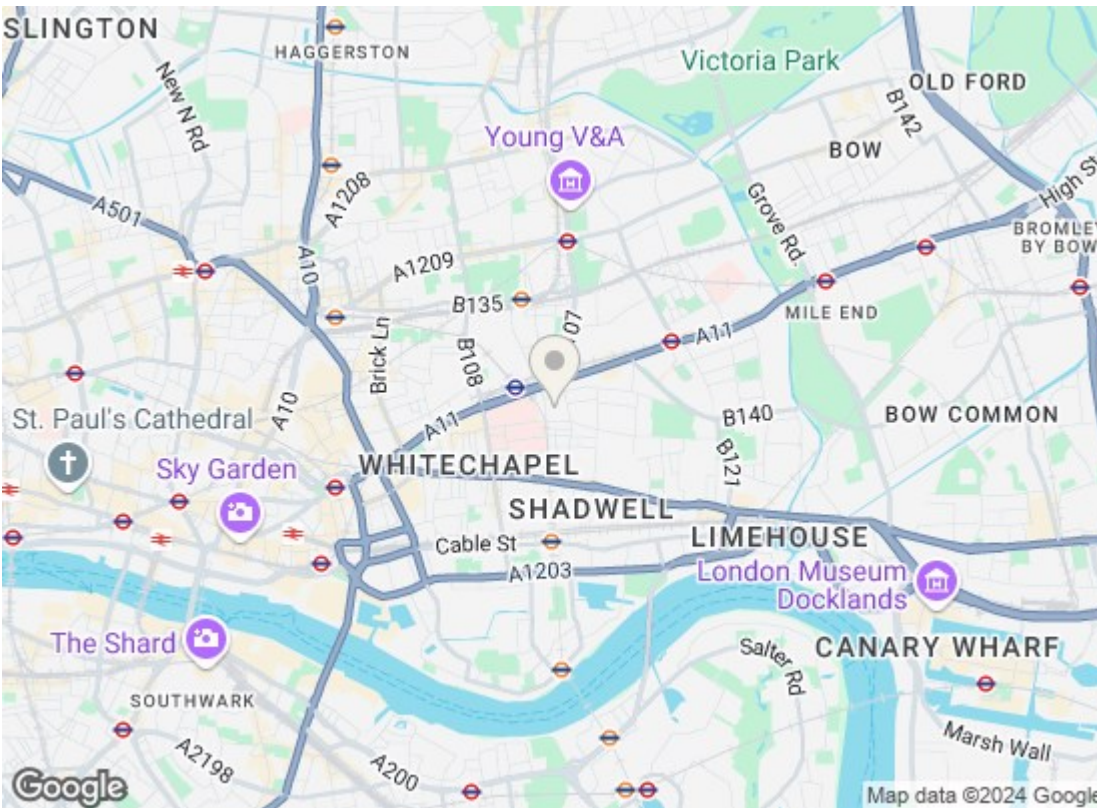 SLINGTON
HAGGERSTON
New N Rd
Victoria Park
OLD FORD
B142
Young V&A
BOW
A1208
High St
A501
Grove Rd.
BROMLEY
BY BOW
A10
A1209
B135
MILE END
Brick Ln
B108
107
A11
A10
B140
BOW COMMON
St. Paul's Cathedral
A11
B121
Sky Garden
WHITECHAPEL
SHADWELL
Cable St
LIMEHOUSE
A1203
London Museum
Docklands
The Shard
Salter Rd
CANARY WHARF
SOUTHWARK
Marsh Wall
A2198
A200
Google
Map data ©2024 Google